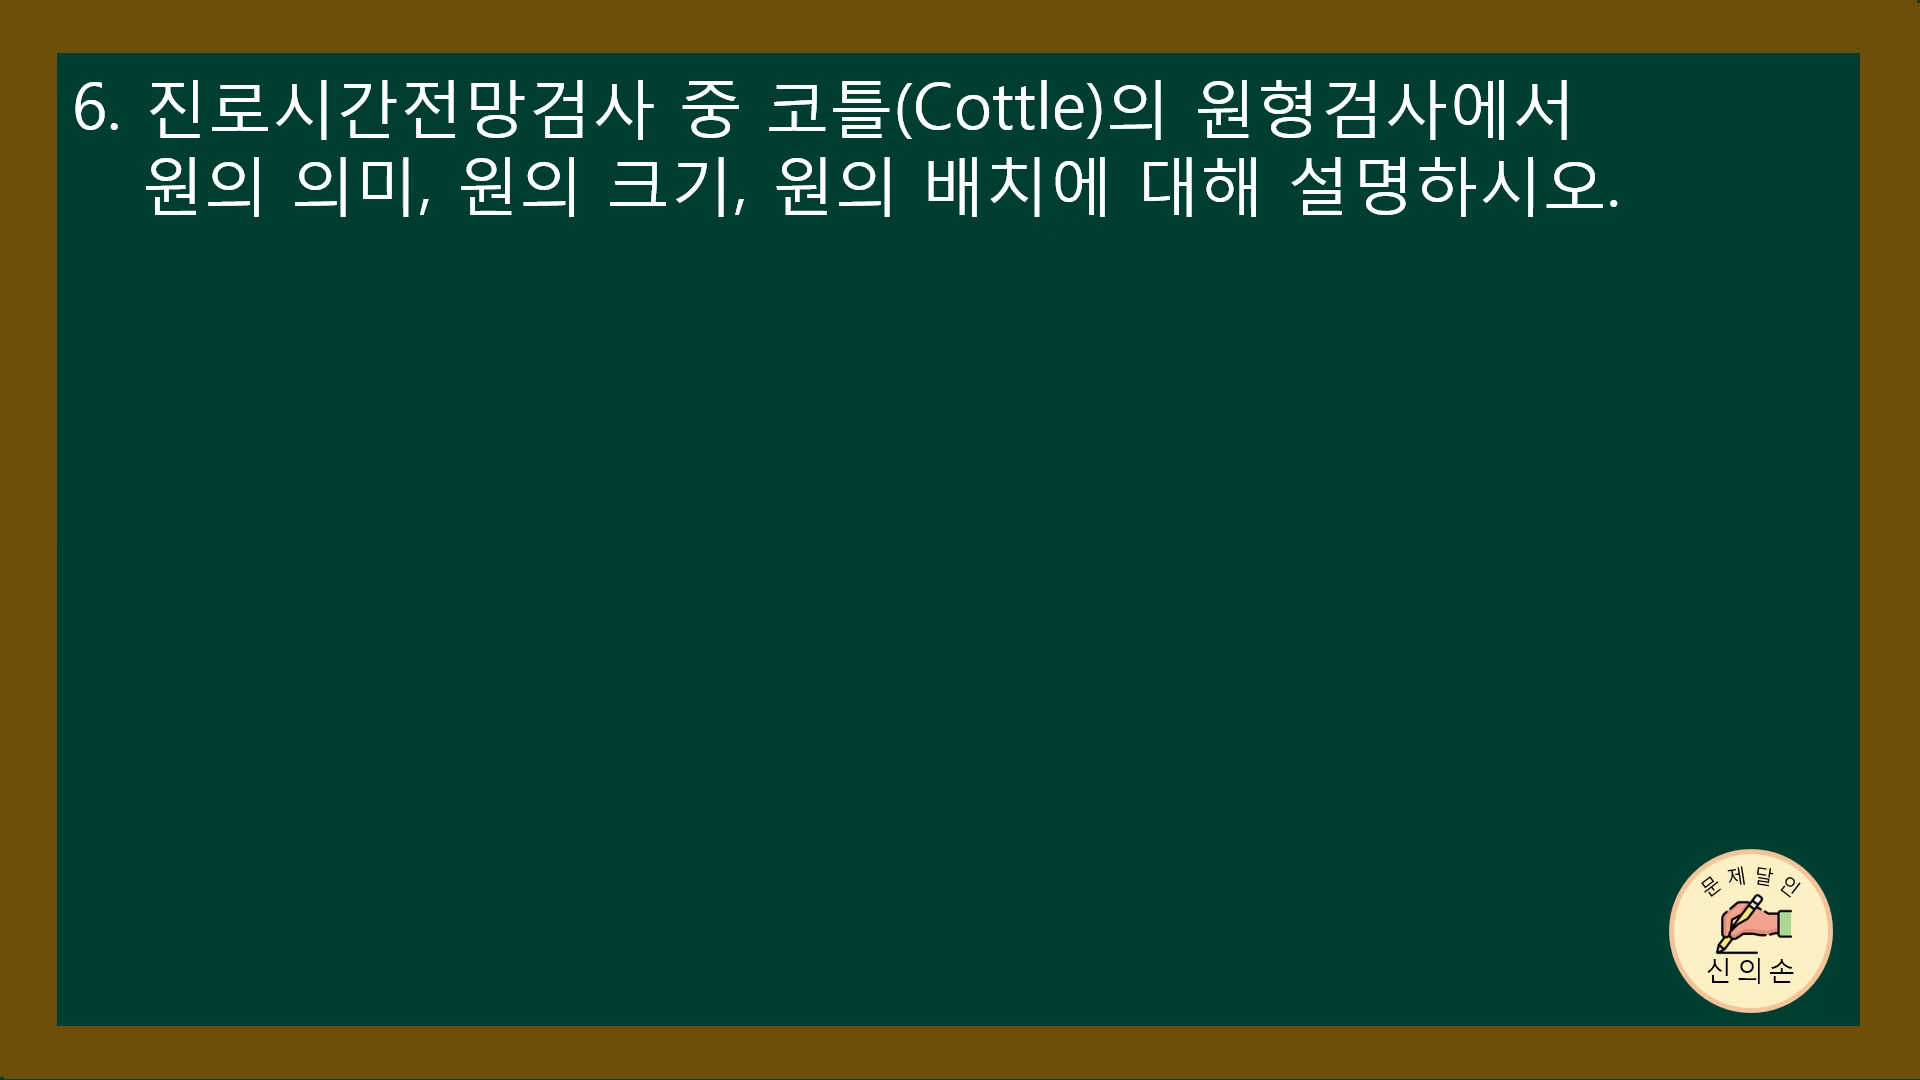 6. 진로시간전망검사 중 코틀(Cottle)의 원형검사에서
원의 의미, 원의 크기, 원의 배치에 대해 설명하시오.
문제달인
신의손